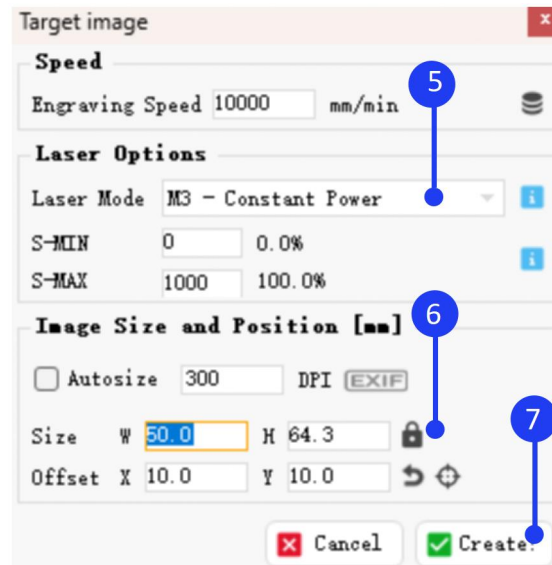 Target image
x
Speed
5
Engraving Speed 10000 mm/min
Laser Options
Laser Mode M3 - Constant Power
i
S-MIN 0 0.0%
i
S-MAX 1000 100.0%
Image Size and Position [mm]
6
Autosize 300 DPI EXIF
7
Size W 50.0 H 64.3
Offset X 10.0 Y 10.0
Cancel Create!